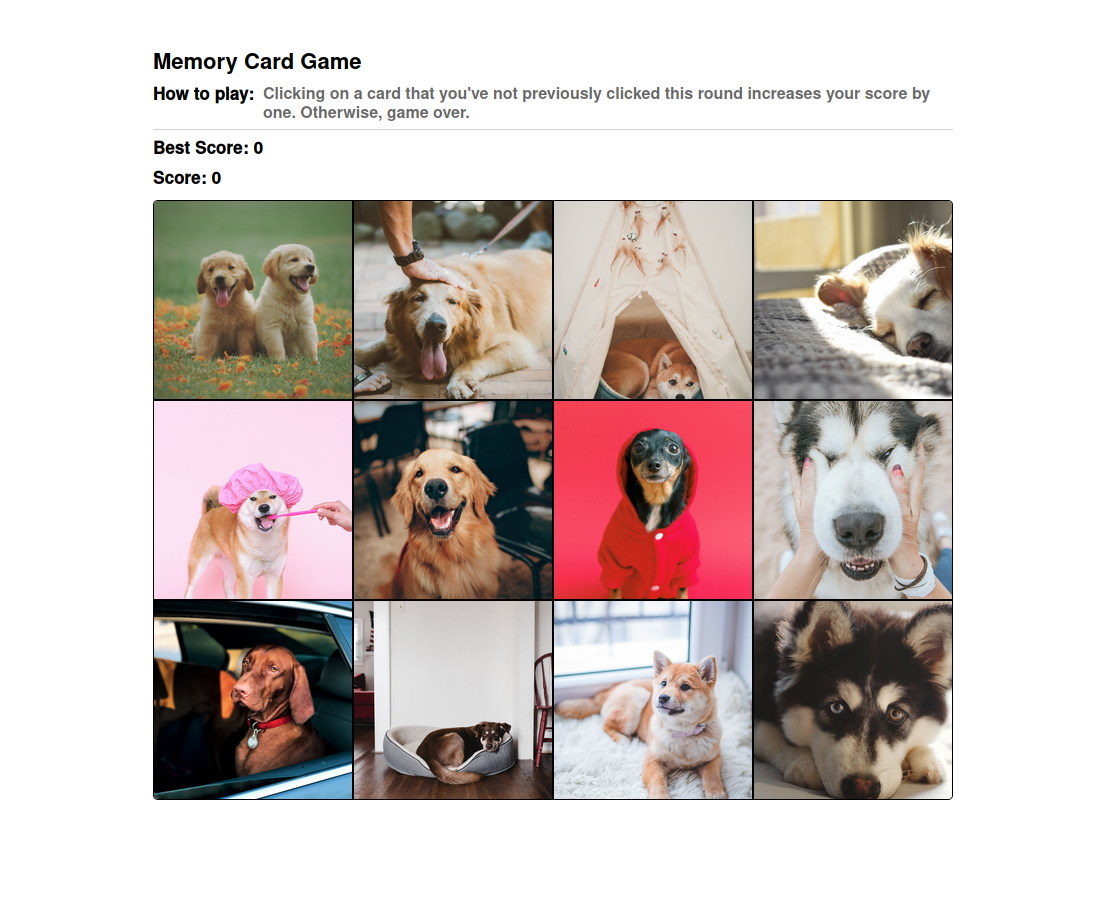 Memory Card Game
How to play: Clicking on a card that you've not previously clicked this round increases your score by
one. Otherwise, game over.
Best Score: 0
Score: 0